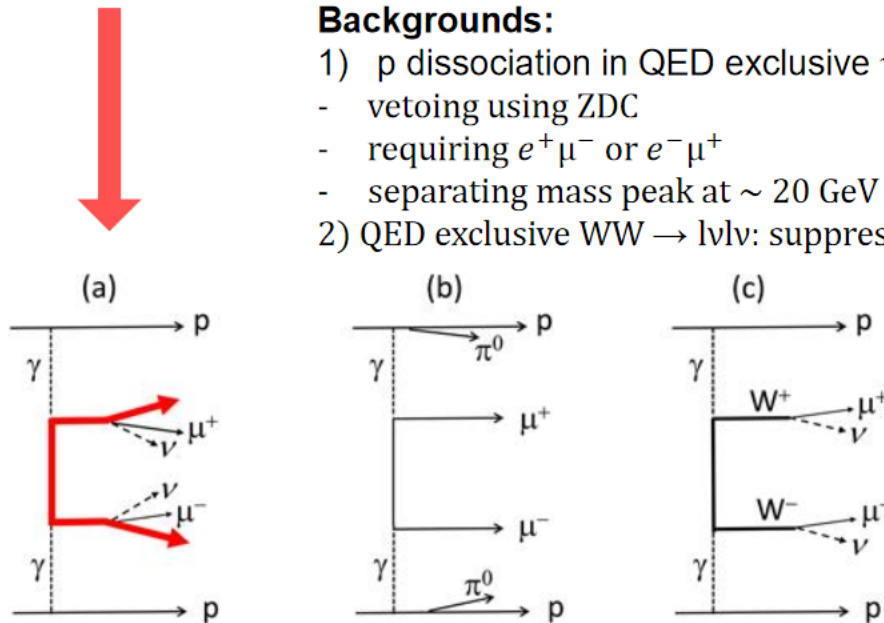 Backgrounds:
1) p dissociation in QED exclusive
- vetoing using ZDC
- requiring e⁺μ⁻ or e⁻μ⁺
- separating mass peak at ~ 20 GeV
2) QED exclusive WW → lνlν: suppres
(a) (b) (c)
p p p
π⁰
γ γ γ
μ⁺ μ⁺ W⁺ μ⁺
ν ν
ν
μ⁻ μ⁻ W⁻ μ⁻
ν
γ γ γ
π⁰
p p p